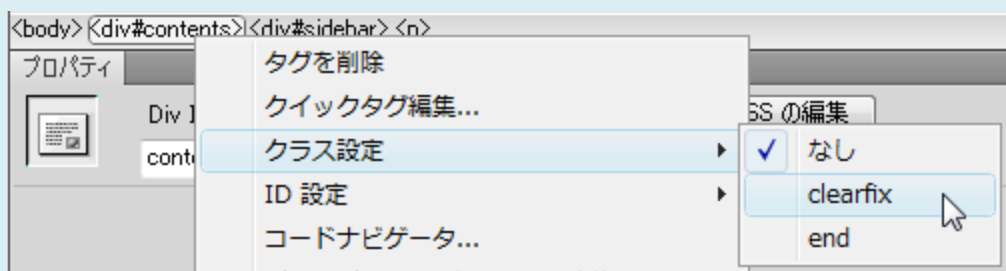 <body> <div#contents> <div#sidebar> <p>
プロパティ
タグを削除
クイックタグ編集...
Div I
SS の編集
クラス設定
なし
conte
ID 設定
clearfix
コードナビゲータ...
end